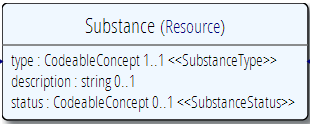 Substance (Resource)
type : CodeableConcept 1..1 <<SubstanceType>>
description : string 0..1
status : CodeableConcept 0..1 <<SubstanceStatus>>